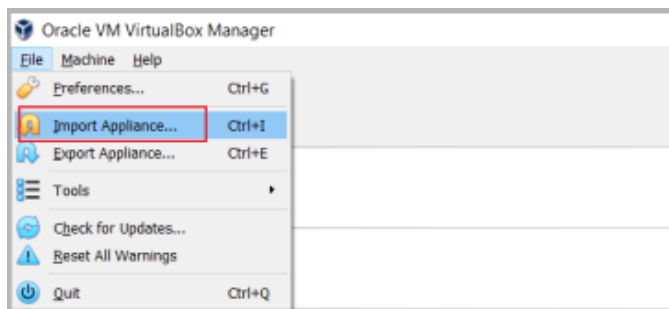 Oracle VM VirtualBox Manager
File Machine Help
Preferences... Ctrl+G
Import Appliance... Ctrl+I
Export Appliance... Ctrl+E
Tools
Check for Updates...
Reset All Warnings
Quit Ctrl+Q